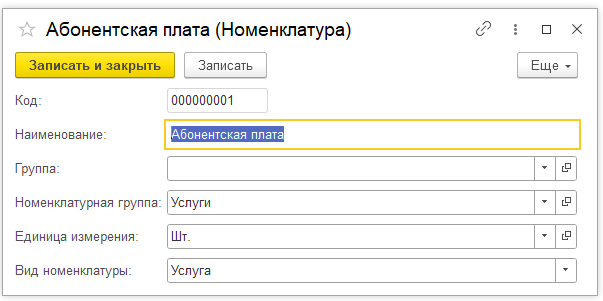 Абонентская плата (Номенклатура)
Записать и закрыть Записать Еще
Код: 000000001
Наименование: Абонентская плата
Группа:
Номенклатурная группа: Услуги
Единица измерения: Шт.
Вид номенклатуры: Услуга